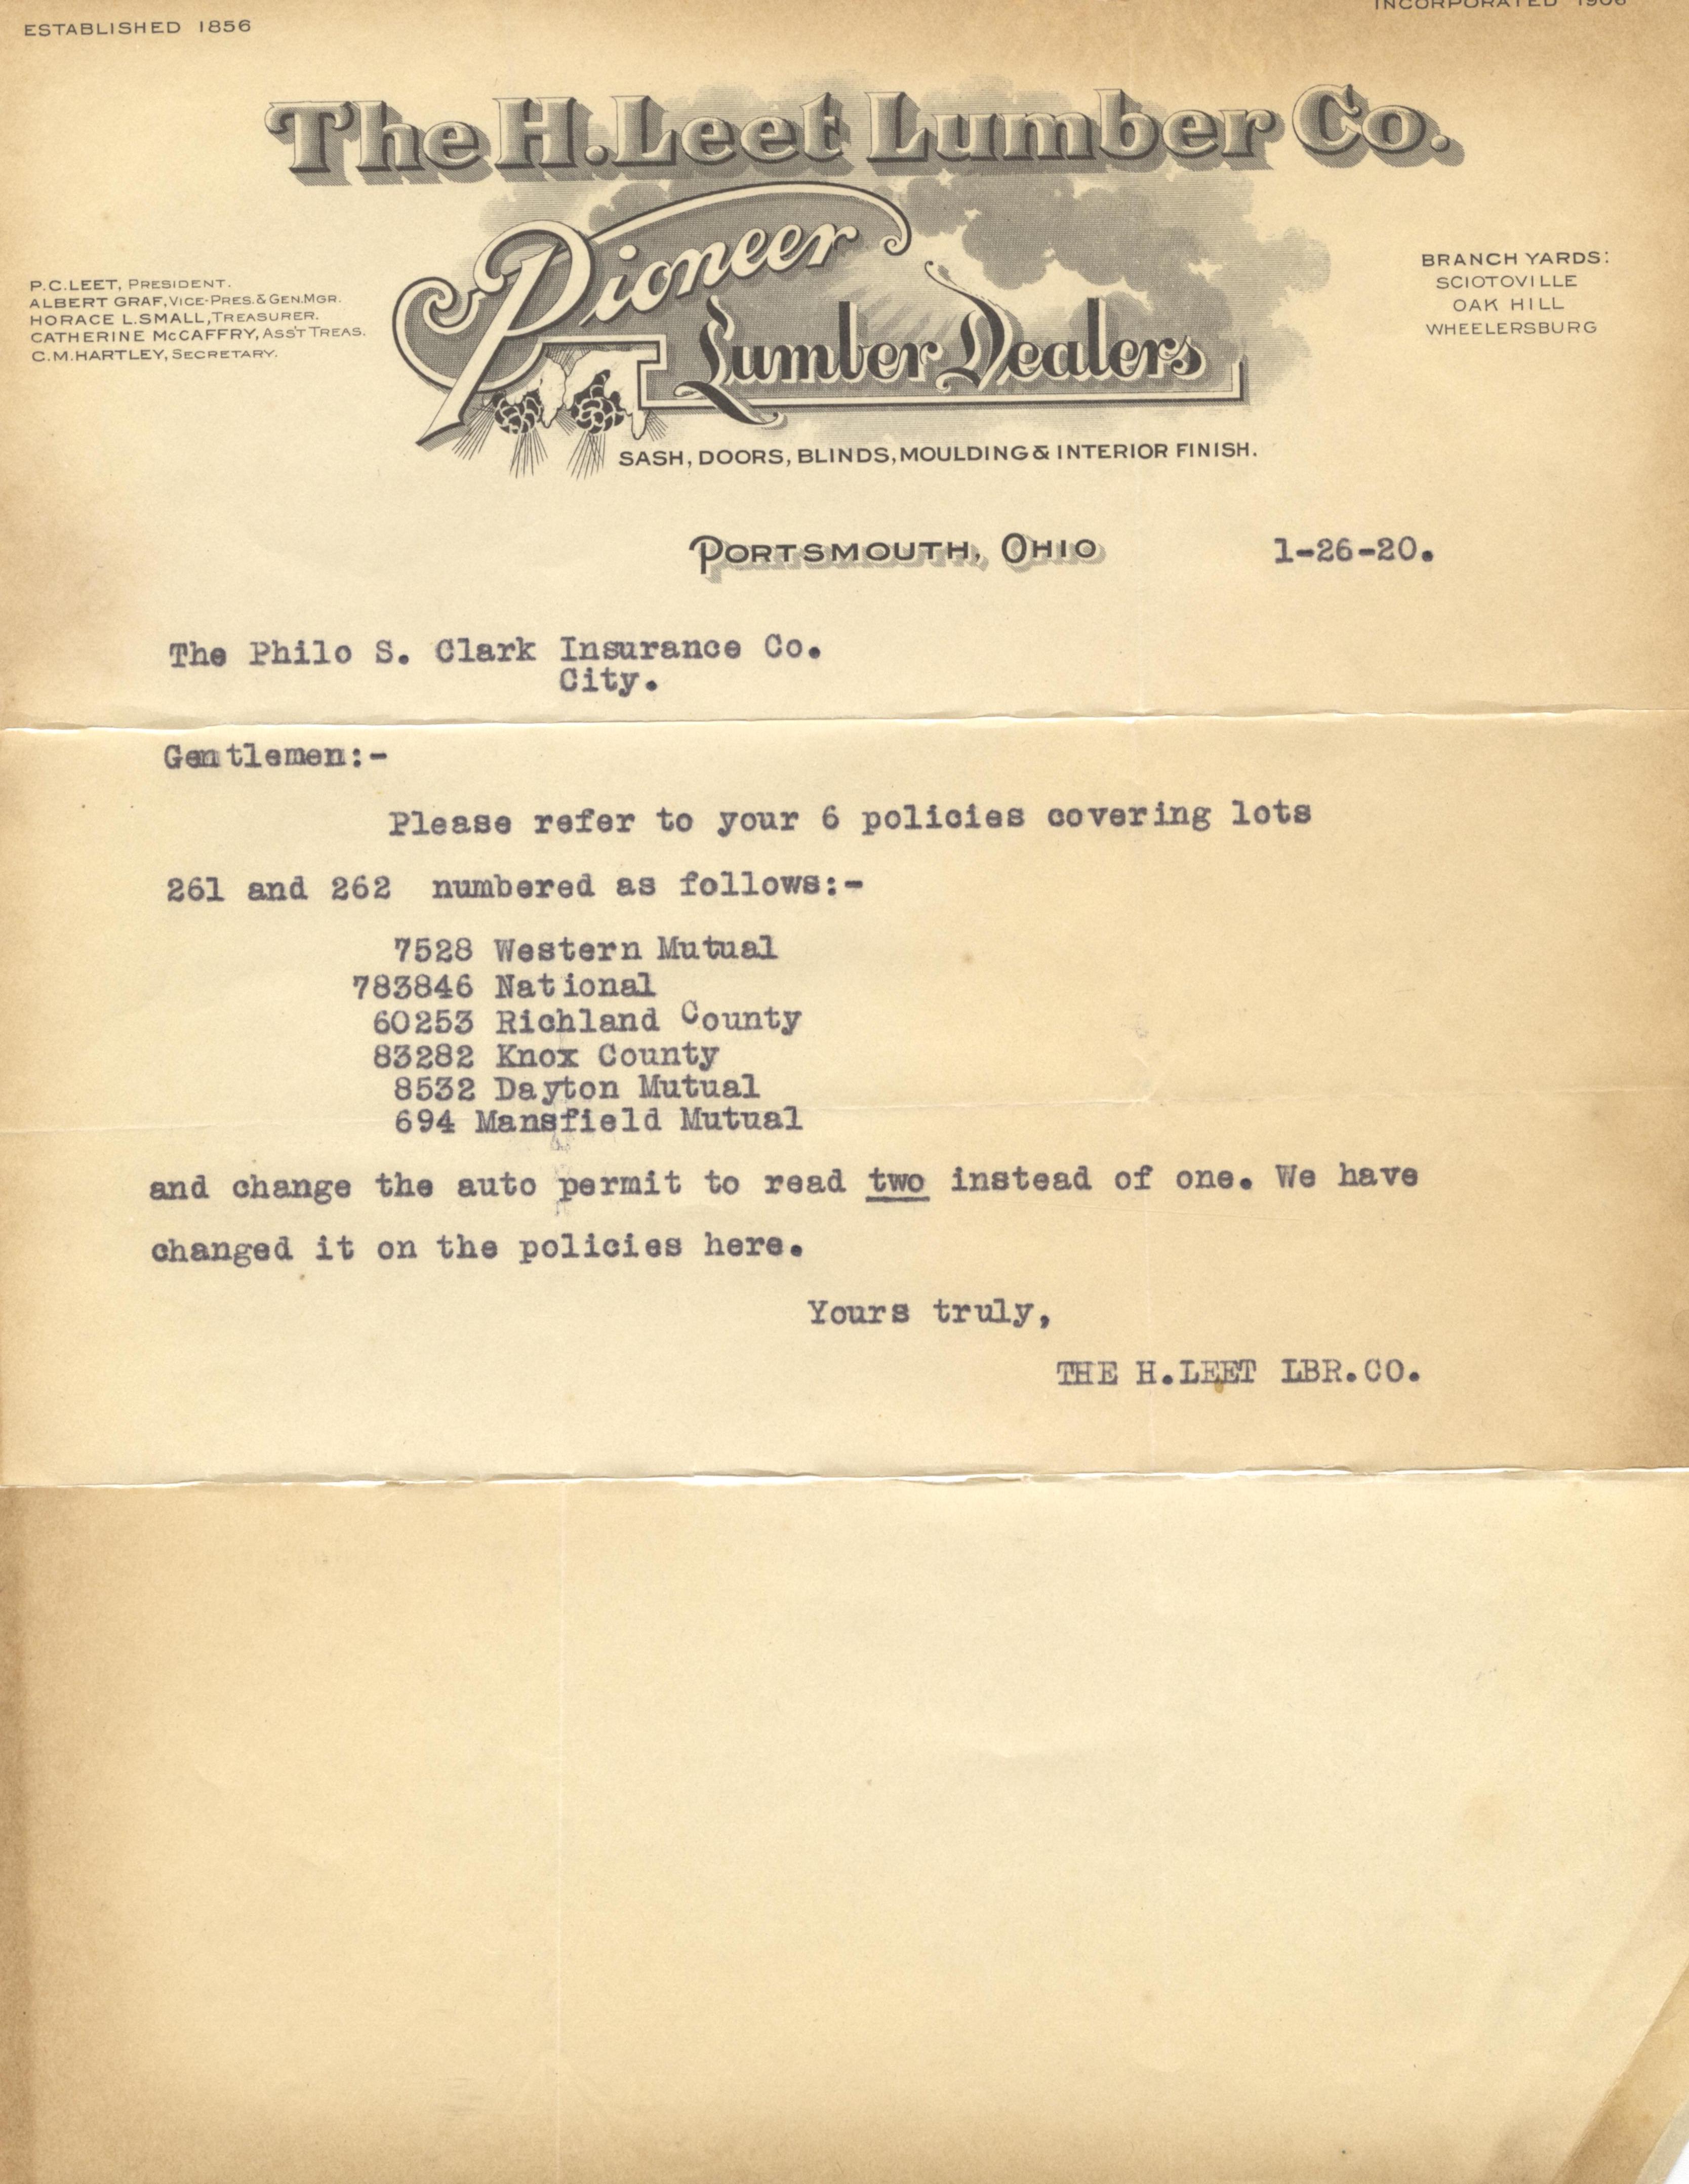 ESTABLISHED 1856
INCORPORATED 1906
The H. Leet Lumber Co.
Pioneer
Lumber Dealers
P.C. LEET, PRESIDENT.
ALBERT GRAF, VICE-PRES. & GEN. MGR.
HORACE L. SMALL, TREASURER.
CATHERINE McCAFFRY, ASS'T TREAS.
C.M. HARTLEY, SECRETARY.
BRANCH YARDS:
SCIOTOVILLE
OAK HILL
WHEELERSBURG
SASH, DOORS, BLINDS, MOULDING & INTERIOR FINISH.
PORTSMOUTH, OHIO 1-26-20.
The Philo S. Clark Insurance Co.
City.
Gentlemen:-
Please refer to your 6 policies covering lots
261 and 262 numbered as follows:-
7528 Western Mutual
783846 National
60253 Richland County
83282 Knox County
8532 Dayton Mutual
694 Mansfield Mutual
and change the auto permit to read two instead of one. We have
changed it on the policies here.
Yours truly,
THE H.LEET LBR.CO.